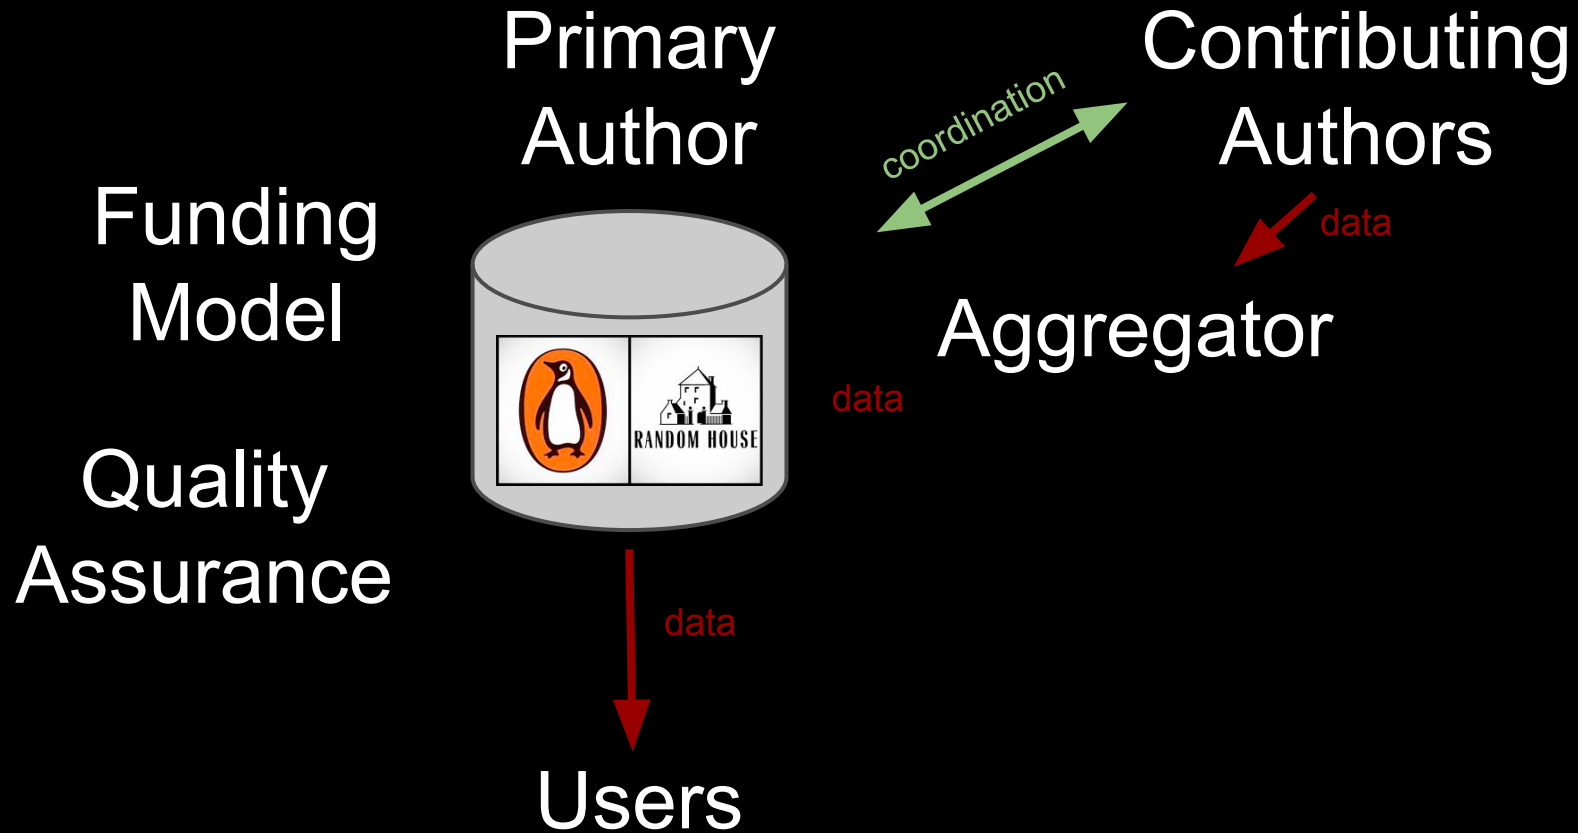 Primary
Author
Contributing
Authors
coordination
data
Funding
Model
Aggregator
data
RANDOM HOUSE
Quality
Assurance
data
Users